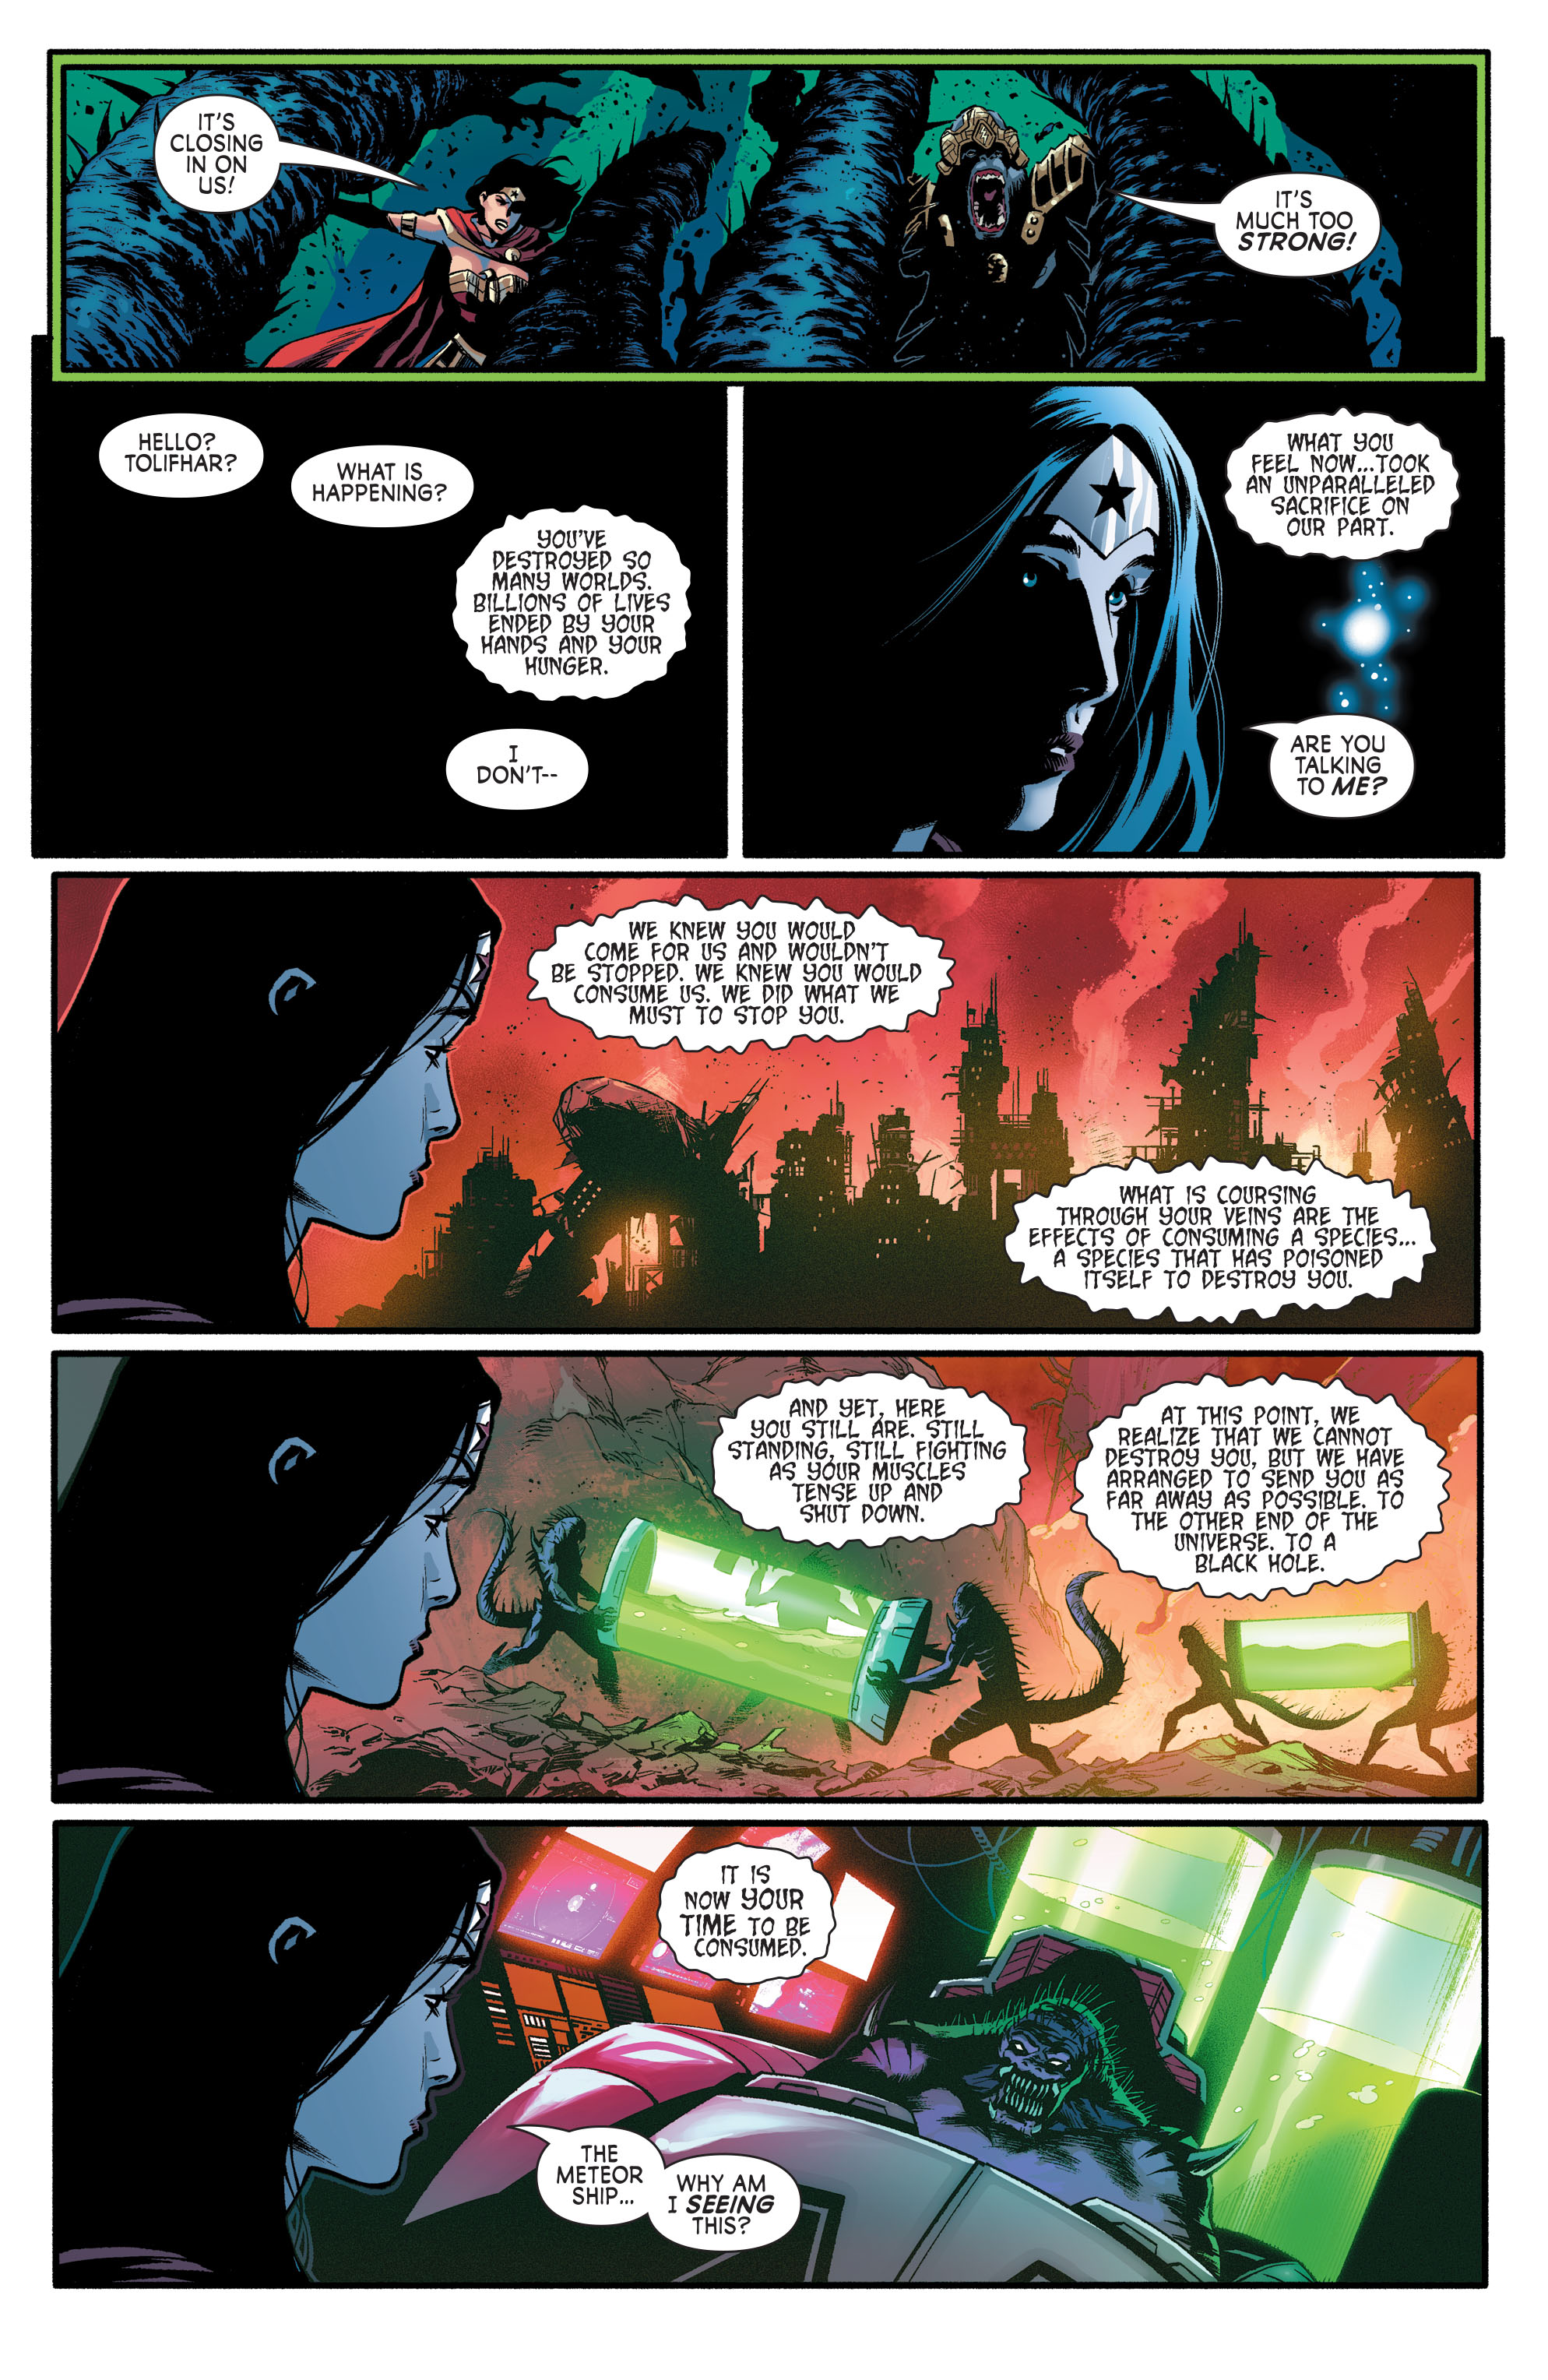 IT'S
CLOSING
IN ON
US!
IT'S
MUCH TOO
STRONG!
HELLO?
TOLIFHAR?
WHAT IS
HAPPENING?
YOU'VE
DESTROYED SO
MANY WORLDS.
BILLIONS OF LIVES
ENDED BY YOUR
HANDS AND YOUR
HUNGER.
I
DON'T--
WHAT YOU
FEEL NOW...TOOK
AN UNPARALLELED
SACRIFICE ON
OUR PART.
ARE YOU
TALKING
TO ME?
WE KNEW YOU WOULD
COME FOR US AND WOULDN'T
BE STOPPED. WE KNEW YOU WOULD
CONSUME US. WE DID WHAT WE
MUST TO STOP YOU.
WHAT IS COURSING
THROUGH YOUR VEINS ARE THE
EFFECTS OF CONSUMING A SPECIES...
A SPECIES THAT HAS POISONED
ITSELF TO DESTROY YOU.
AND YET, HERE
YOU STILL ARE. STILL
STANDING, STILL FIGHTING
AS YOUR MUSCLES
TENSE UP AND
SHUT DOWN.
AT THIS POINT, WE
REALIZE THAT WE CANNOT
DESTROY YOU, BUT WE HAVE
ARRANGED TO SEND YOU AS
FAR AWAY AS POSSIBLE. TO
THE OTHER END OF THE
UNIVERSE. TO A
BLACK HOLE.
IT IS
NOW YOUR
TIME TO BE
CONSUMED.
THE
METEOR
SHIP...
WHY AM
I SEEING
THIS?